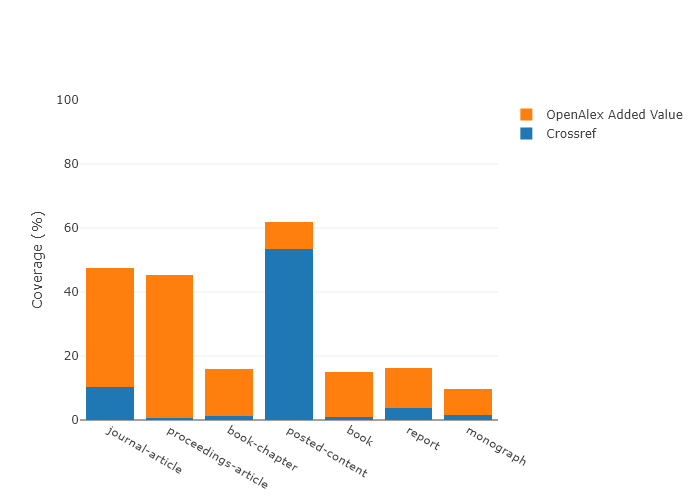 100
80
60
40
20
0
Coverage (%)
OpenAlex Added Value
Crossref
journal-article
proceedings-article
book-chapter
posted-content
book
report
monograph